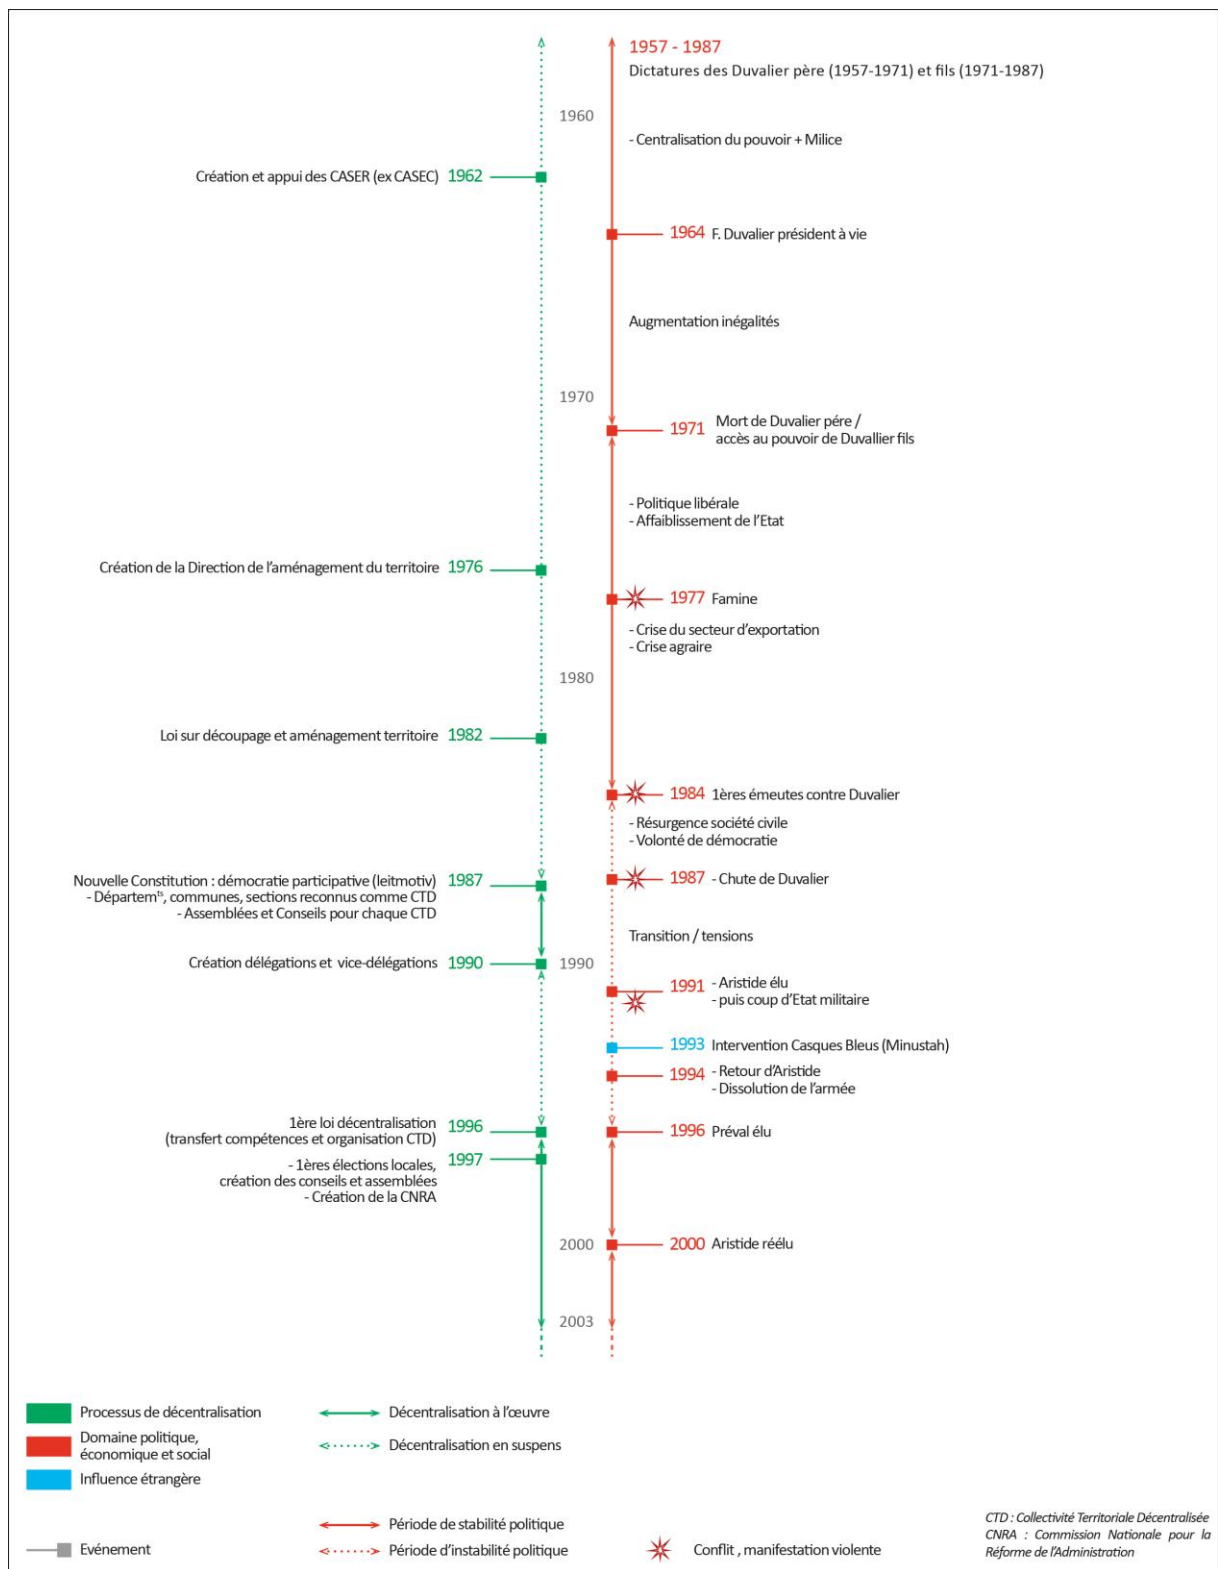 1957 - 1987
Dictatures des Duvalier père (1957-1971) et fils (1971-1987)
1960
- Centralisation du pouvoir + Milice
Création et appui des CASER (ex CASEC) 1962
1964 F. Duvalier président à vie
Augmentation inégalités
1970
1971 Mort de Duvalier pére /
accès au pouvoir de Duvallier fils
- Politique libérale
- Affaiblissement de l'Etat
Création de la Direction de l'aménagement du territoire 1976
1977 Famine
- Crise du secteur d'exportation
- Crise agraire
1980
Loi sur découpage et aménagement territoire 1982
1984 1ères émeutes contre Duvalier
- Résurgence société civile
- Volonté de démocratie
Nouvelle Constitution : démocratie participative (leitmotiv) 1987
- Départemts, communes, sections reconnus comme CTD
- Assemblées et Conseils pour chaque CTD
1987 - Chute de Duvalier
Transition / tensions
Création délégations et vice-délégations 1990
1990
1991 - Aristide élu
- puis coup d'Etat militaire
1993 Intervention Casques Bleus (Minustah)
1994 - Retour d'Aristide
- Dissolution de l'armée
1ère loi décentralisation 1996
(transfert compétences et organisation CTD)
1996 Préval élu
- 1ères élections locales, 1997
création des conseils et assemblées
- Création de la CNRA
2000
2000 Aristide réélu
2003
Processus de décentralisation
Domaine politique,
économique et social
Influence étrangère
Evénement
Décentralisation à l'œuvre
Décentralisation en suspens
Période de stabilité politique
Période d'instabilité politique
Conflit , manifestation violente
CTD : Collectivité Territoriale Décentralisée
CNRA : Commission Nationale pour la
Réforme de l'Administration